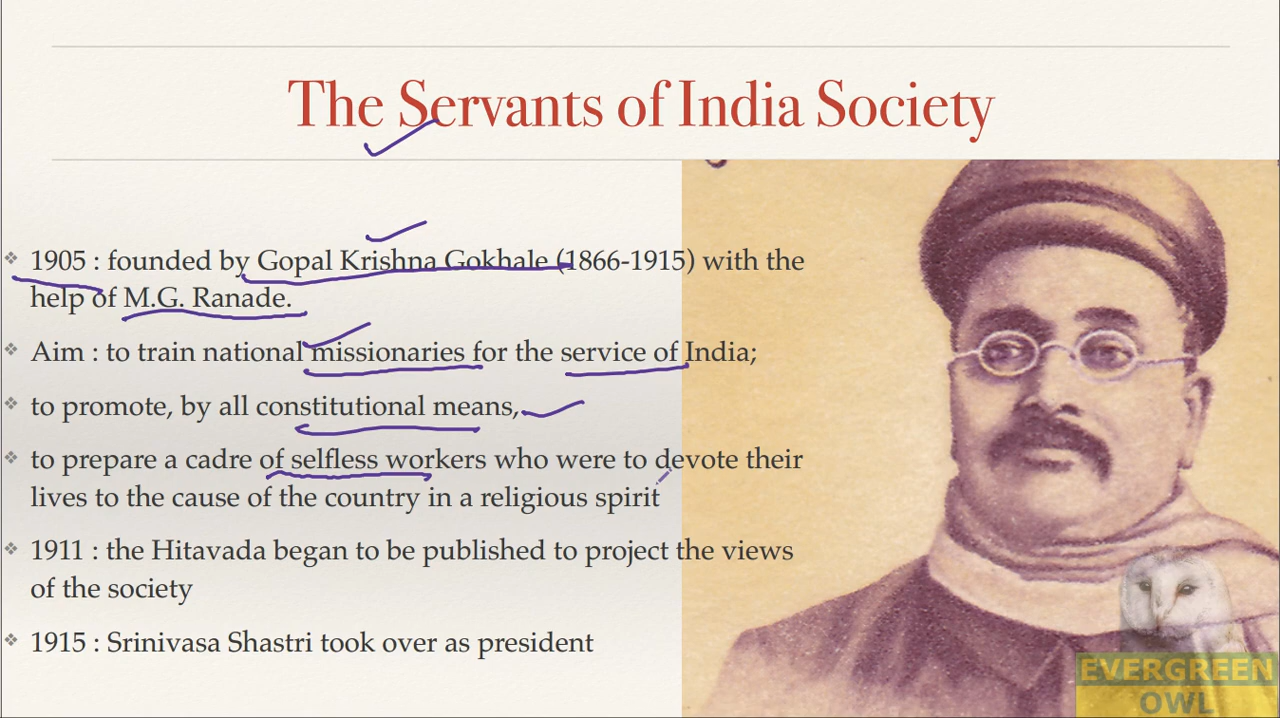 The Servants of India Society
❖ 1905 : founded by Gopal Krishna Gokhale (1866-1915) with the
help of M.G. Ranade.
❖ Aim : to train national missionaries for the service of India;
❖ to promote, by all constitutional means,
❖ to prepare a cadre of selfless workers who were to devote their
lives to the cause of the country in a religious spirit
❖ 1911 : the Hitavada began to be published to project the views
of the society
❖ 1915 : Srinivasa Shastri took over as president
EVERGREEN
OWL